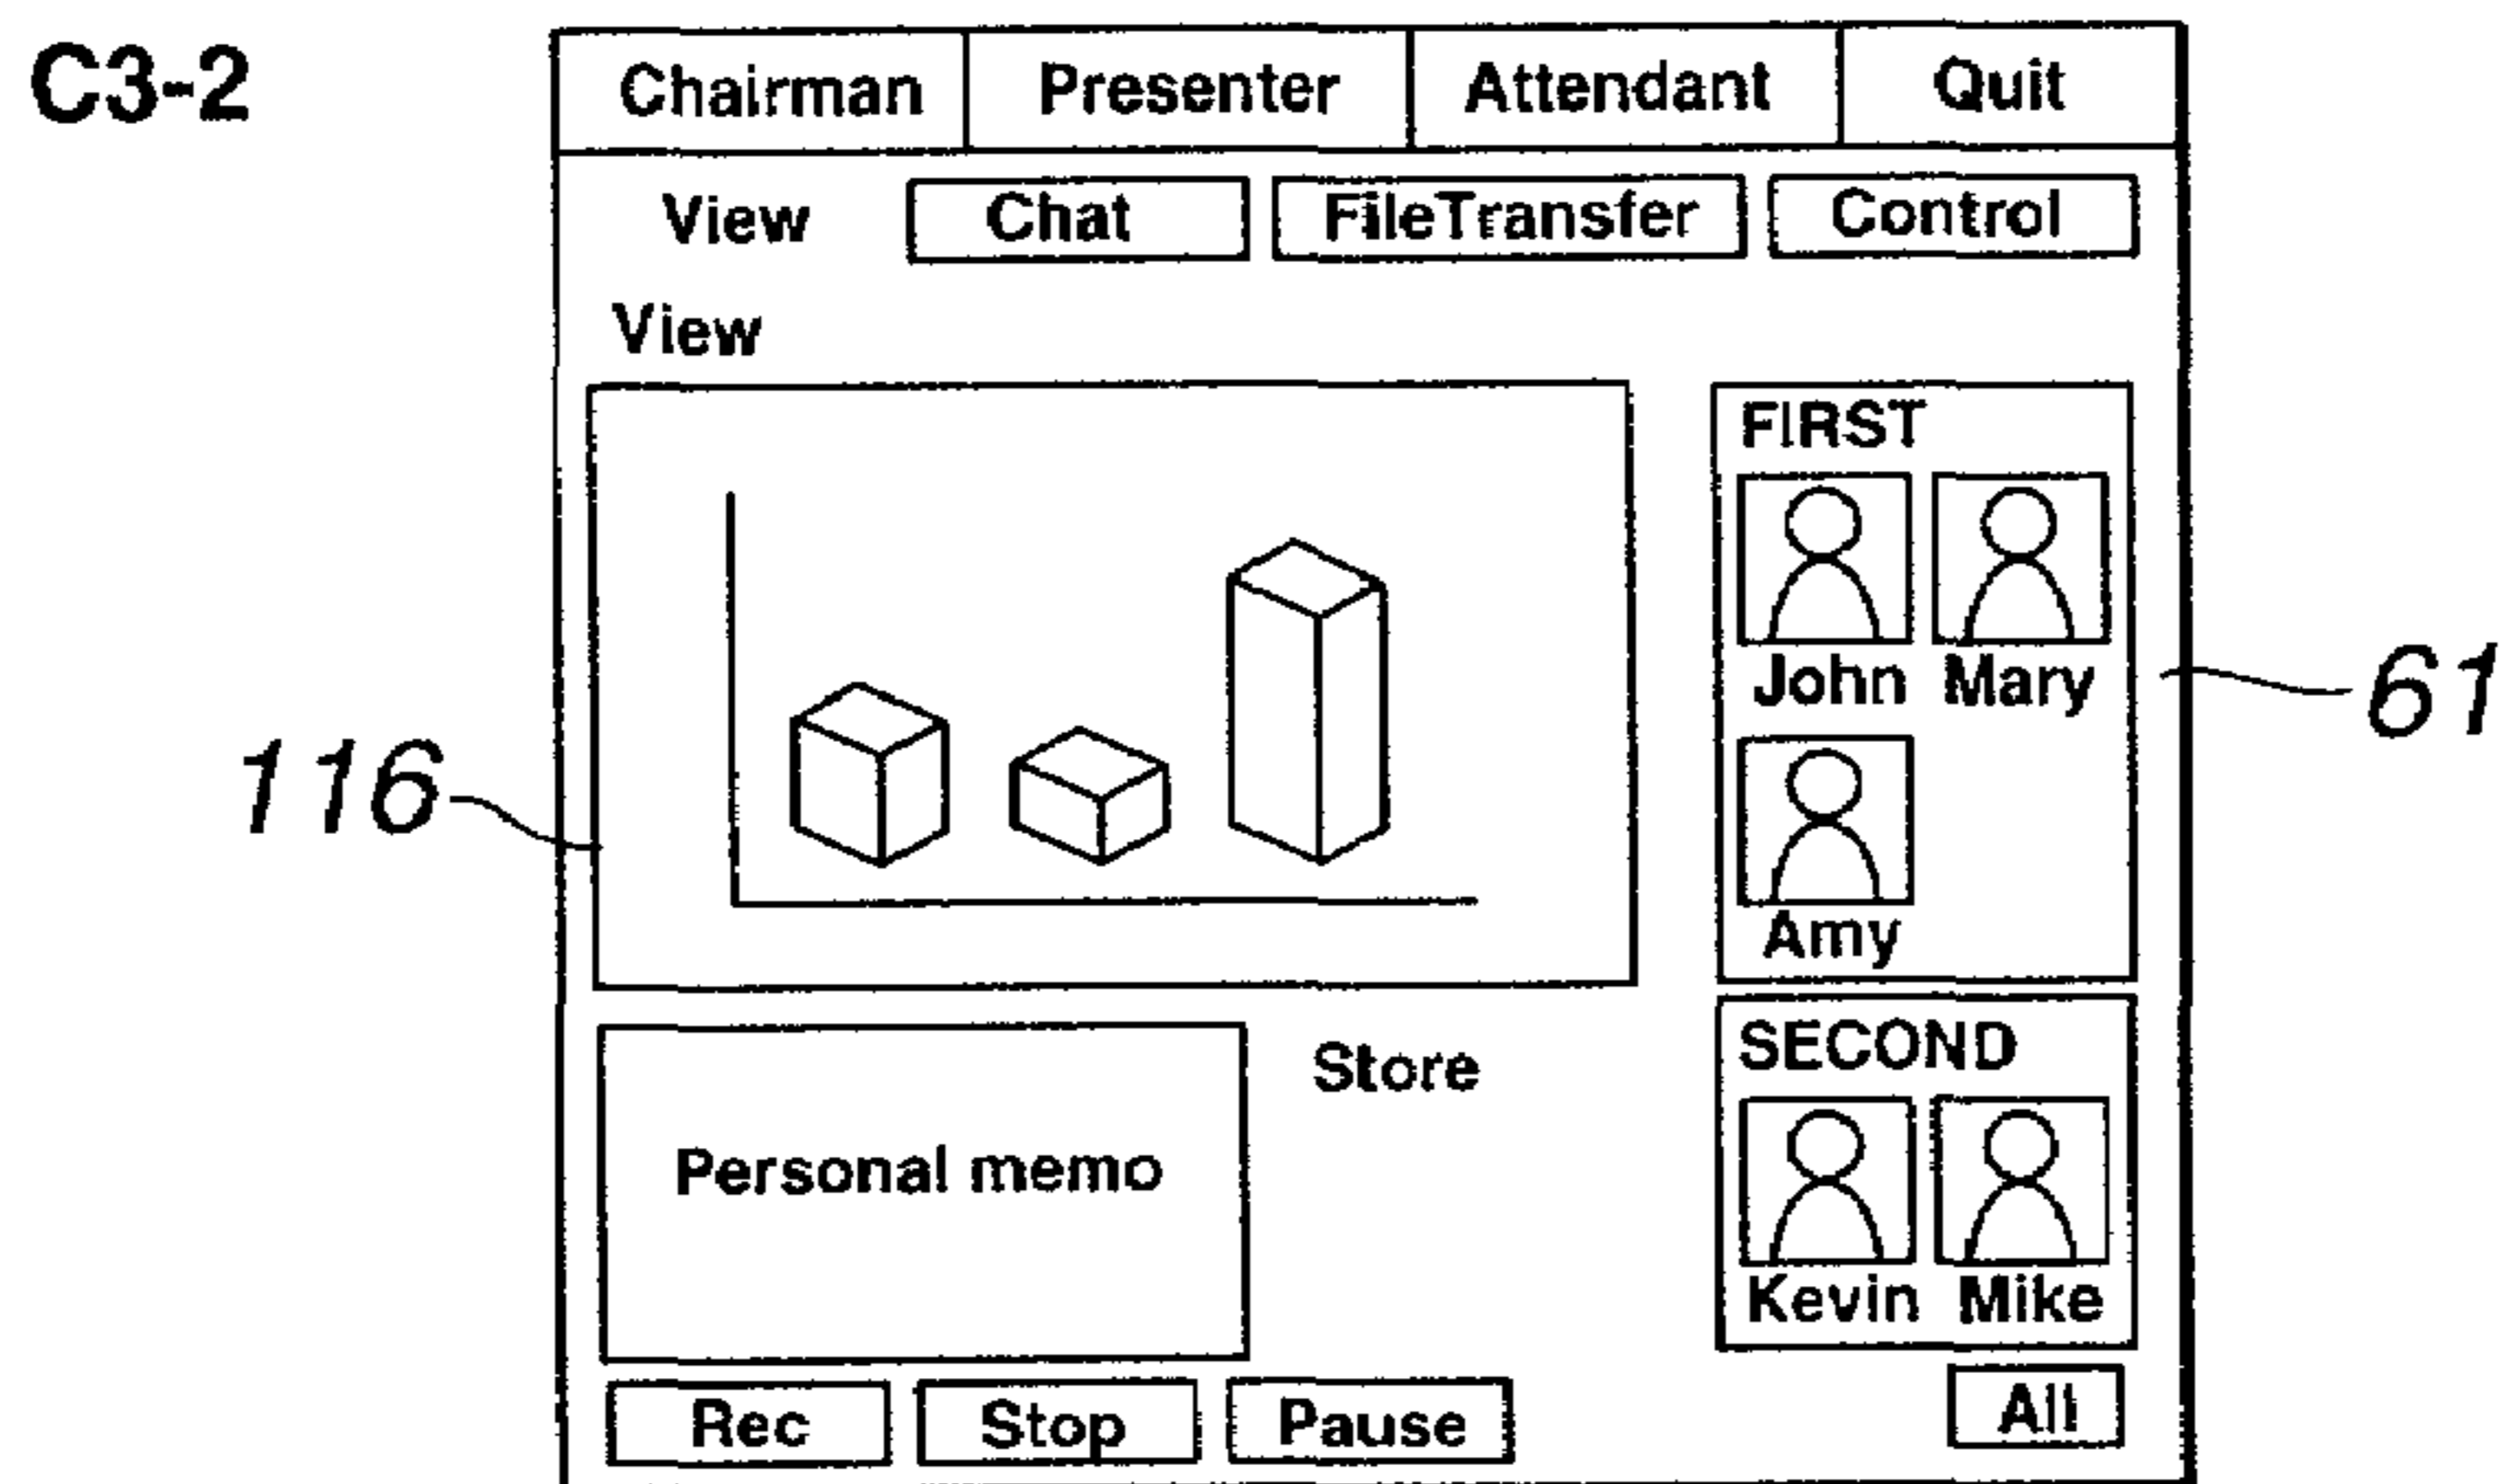 C3-2
Chairman Presenter Attendant Quit
View Chat FileTransfer Control
View
FIRST
John Mary
116
61
Amy
SECOND
Store
Personal memo
Kevin Mike
Rec Stop Pause All